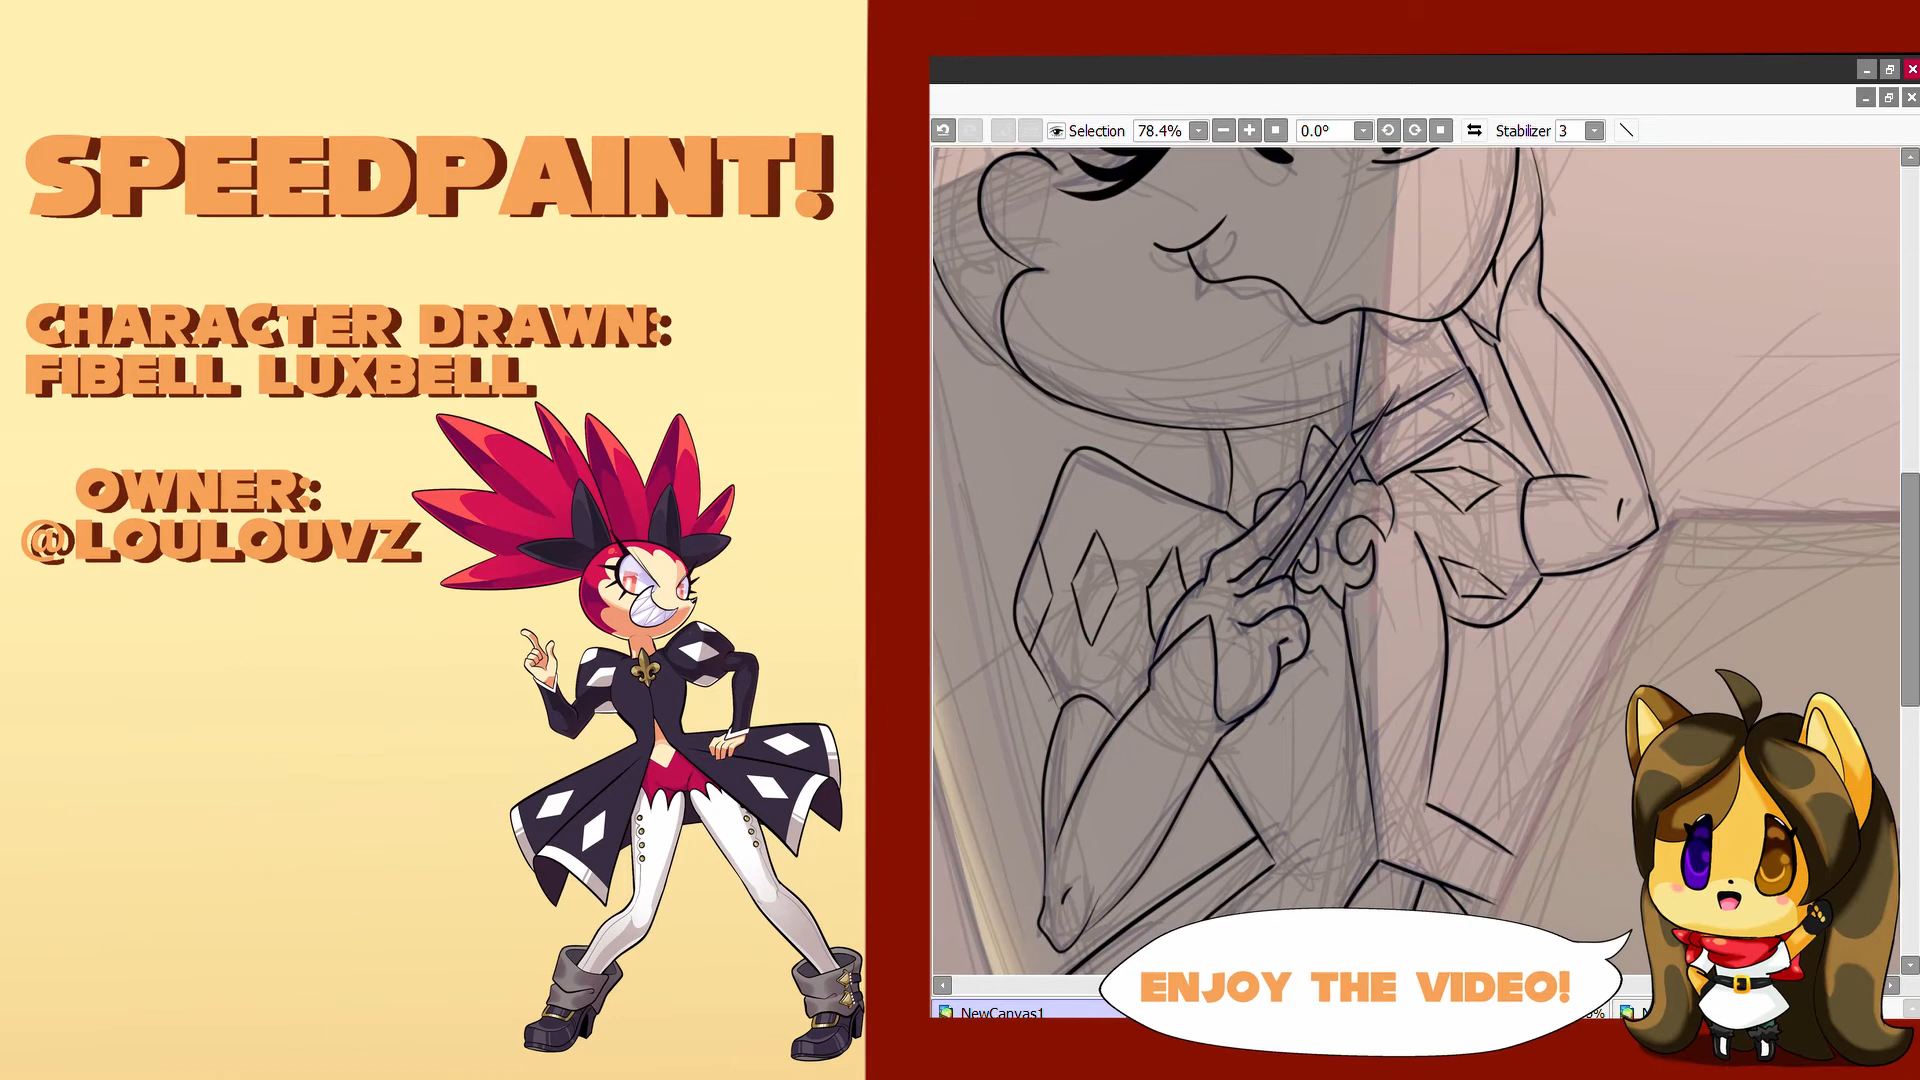 SPEEDPAINT!
CHARACTER DRAWN:
FIBELL LUXBELL
OWNER:
@LOULOUVZ
Selection 78.4% 0.0° Stabilizer 3
ENJOY THE VIDEO!
NewCanvas1